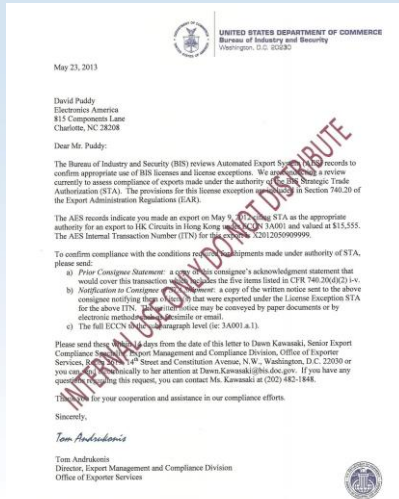 UNITED STATES DEPARTMENT OF COMMERCE
Bureau of Industry and Security
Washington, D.C. 20230
May 23, 2013
David Puddy
Electronics America
815 Components Lane
Charlotte, NC 28208
Dear Mr. Puddy:
The Bureau of Industry and Security (BIS) reviews Automated Export System (AES) records to
confirm appropriate use of BIS licenses and license exceptions. We are conducting a review
currently to assess compliance of exports made under the authority of the BIS Strategic Trade
Authorization (STA). The provisions for this license exception are included in Section 740.20 of
the Export Administration Regulations (EAR).
The AES records indicate you made an export on May 9, 2012 citing STA as the appropriate
authority for an export to HK Circuits in Hong Kong under ECCN 3A001 and valued at $15,555.
The AES Internal Transaction Number (ITN) for this export is X2012050909999.
To confirm compliance with the conditions required for shipments made under authority of STA,
please send:
a) Prior Consignee Statement: a copy of this consignee's acknowledgment statement that
would cover this transaction which includes the five items listed in CFR 740.20(d)(2) i-v.
b) Notification to Consignee of Shipment: a copy of the written notice sent to the above
consignee notifying them of item(s) that were exported under the License Exception STA
for the above ITN. The written notice may be conveyed by paper documents or by
electronic methods such as facsimile or email.
c) The full ECCN to the subparagraph level (ie: 3A001.a.1).
Please send these within 14 days from the date of this letter to Dawn Kawasaki, Senior Export
Compliance Specialist, Export Management and Compliance Division, Office of Exporter
Services, Room 14th Street and Constitution Avenue, N.W., Washington, D.C. 22030 or
you can send electronically to her attention at Dawn.Kawasaki@bis.doc.gov. If you have any
questions regarding this request, you can contact Ms. Kawasaki at (202) 482-1848.
Thank you for your cooperation and assistance in our compliance efforts.
Sincerely,
Tom Andrukonis
Tom Andrukonis
Director, Export Management and Compliance Division
Office of Exporter Services
INTERNAL USE ONLY DO NOT DISTRIBUTE